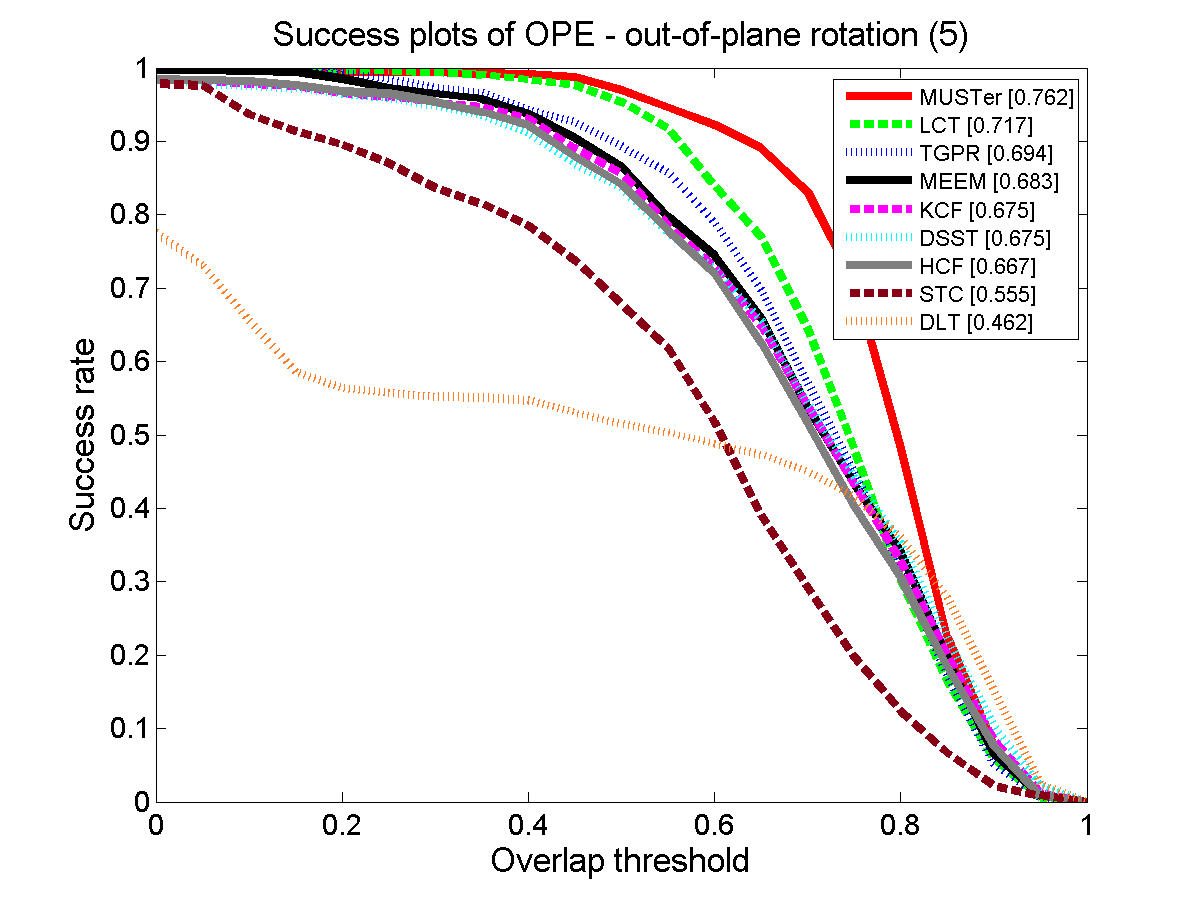 Success plots of OPE - out-of-plane rotation (5)
1
0.9
0.8
0.7
0.6
0.5
0.4
0.3
0.2
0.1
0
Success rate
MUSTer [0.762]
LCT [0.717]
TGPR [0.694]
MEEM [0.683]
KCF [0.675]
DSST [0.675]
HCF [0.667]
STC [0.555]
DLT [0.462]
0 0.2 0.4 0.6 0.8 1
Overlap threshold